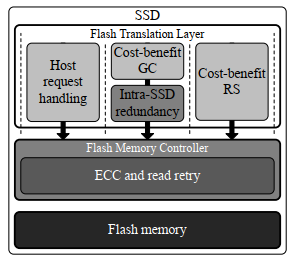 SSD
Flash Translation Layer
Host
request
handling
Cost-benefit
GC
Intra-SSD
redundancy
Cost-benefit
RS
Flash Memory Controller
ECC and read retry
Flash memory